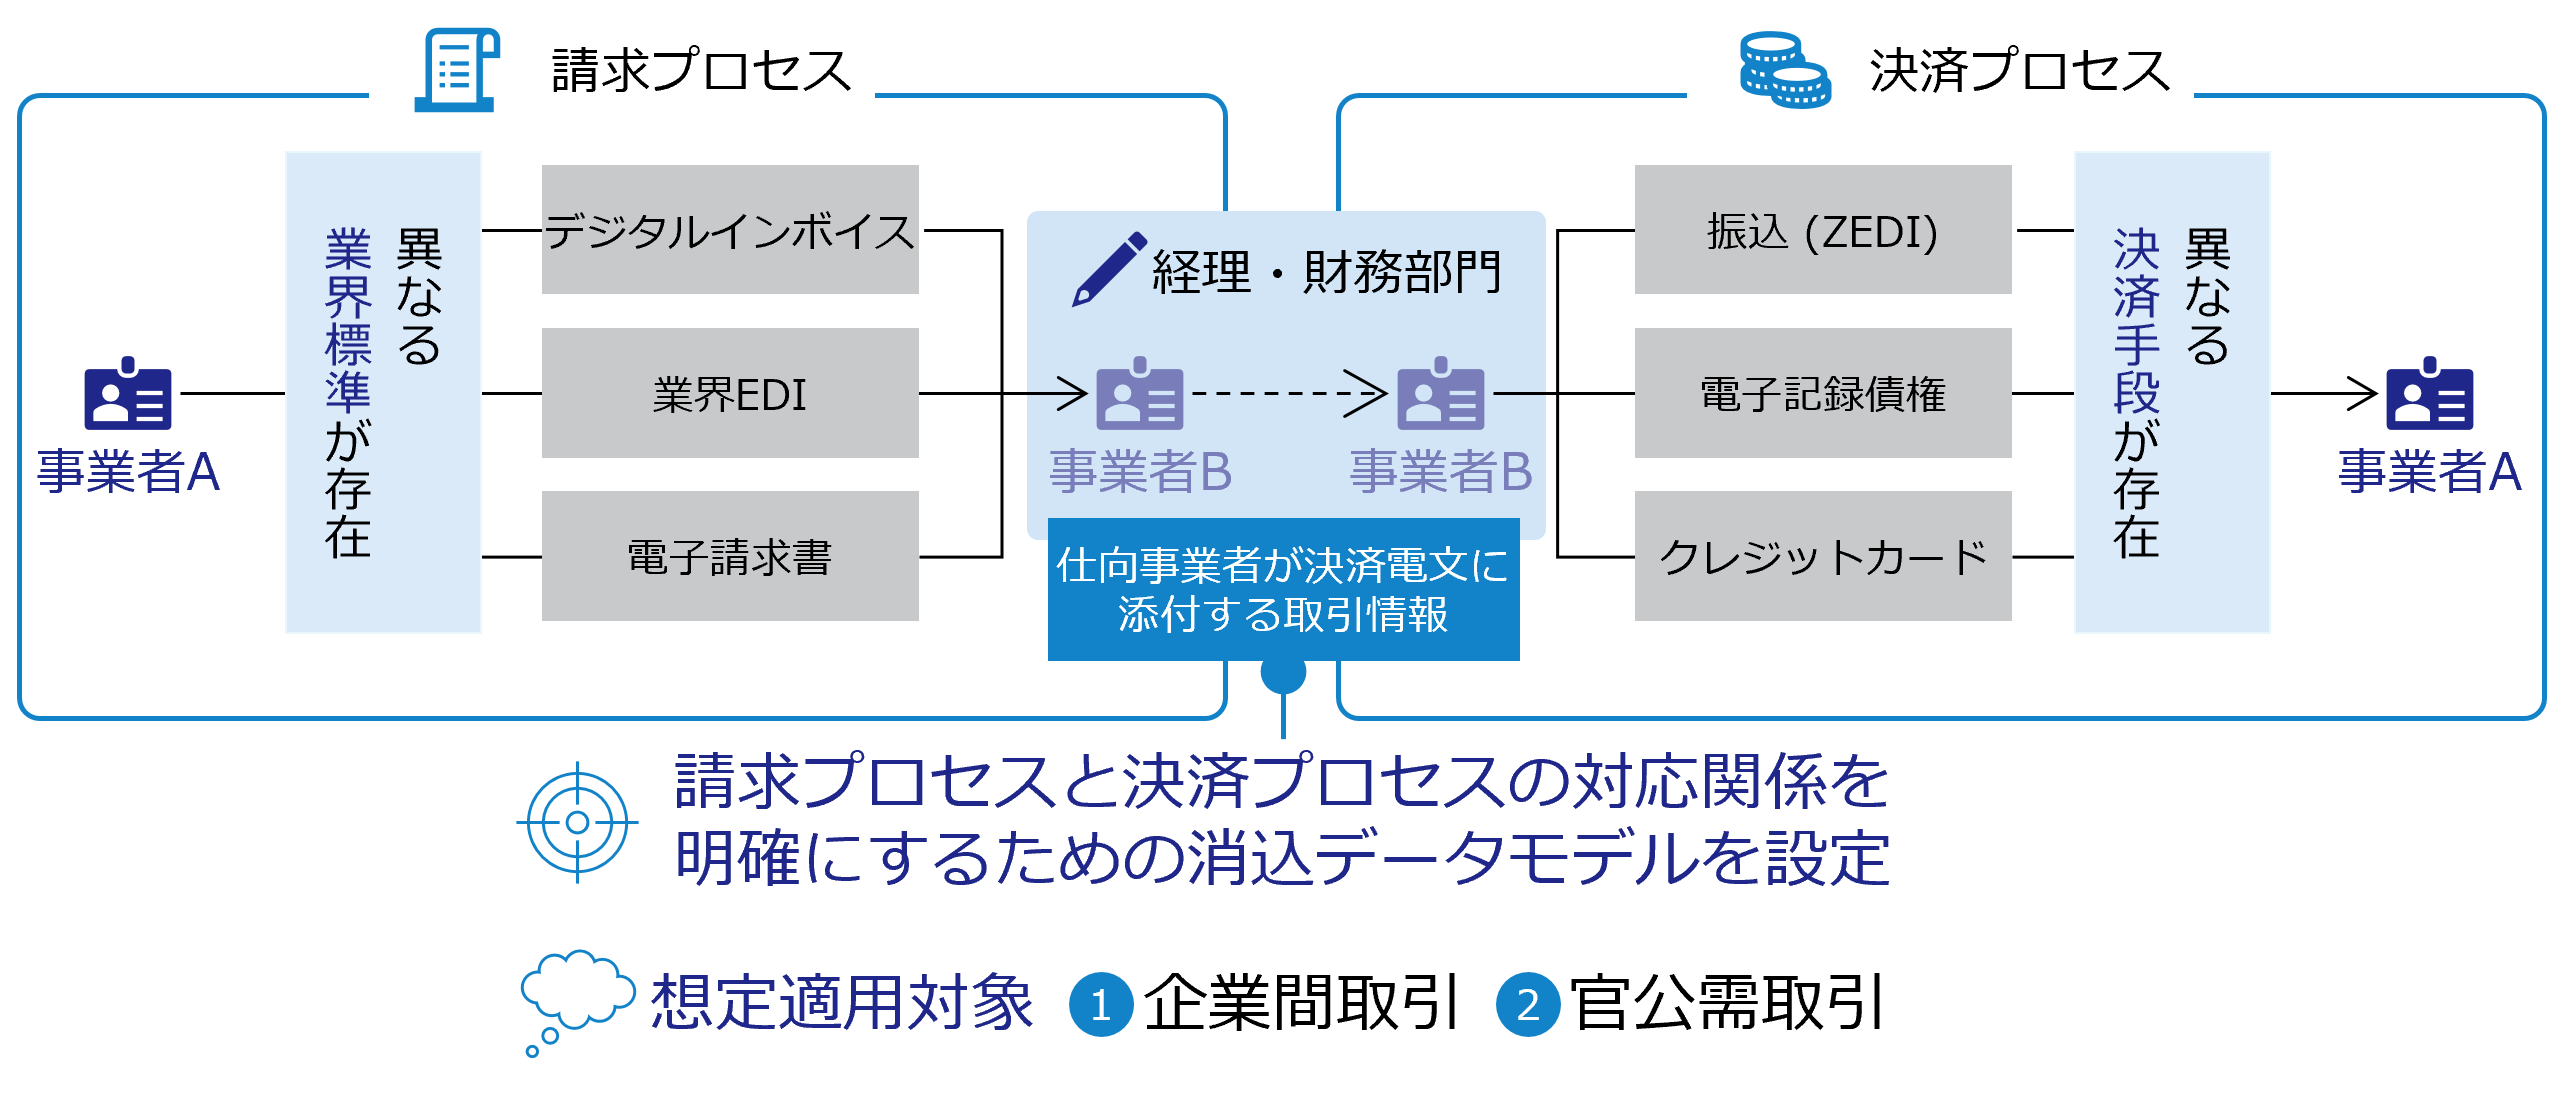 請求プロセス
決済プロセス
異なる
業界標準が存在
デジタルインボイス
業界EDI
電子請求書
事業者A
経理・財務部門
事業者B
事業者B
仕向事業者が決済電文に
添付する取引情報
振込 (ZEDI)
電子記録債権
クレジットカード
異なる
決済手段が存在
事業者A
請求プロセスと決済プロセスの対応関係を
明確にするための消込データモデルを設定
想定適用対象 1 企業間取引 2 官公需取引